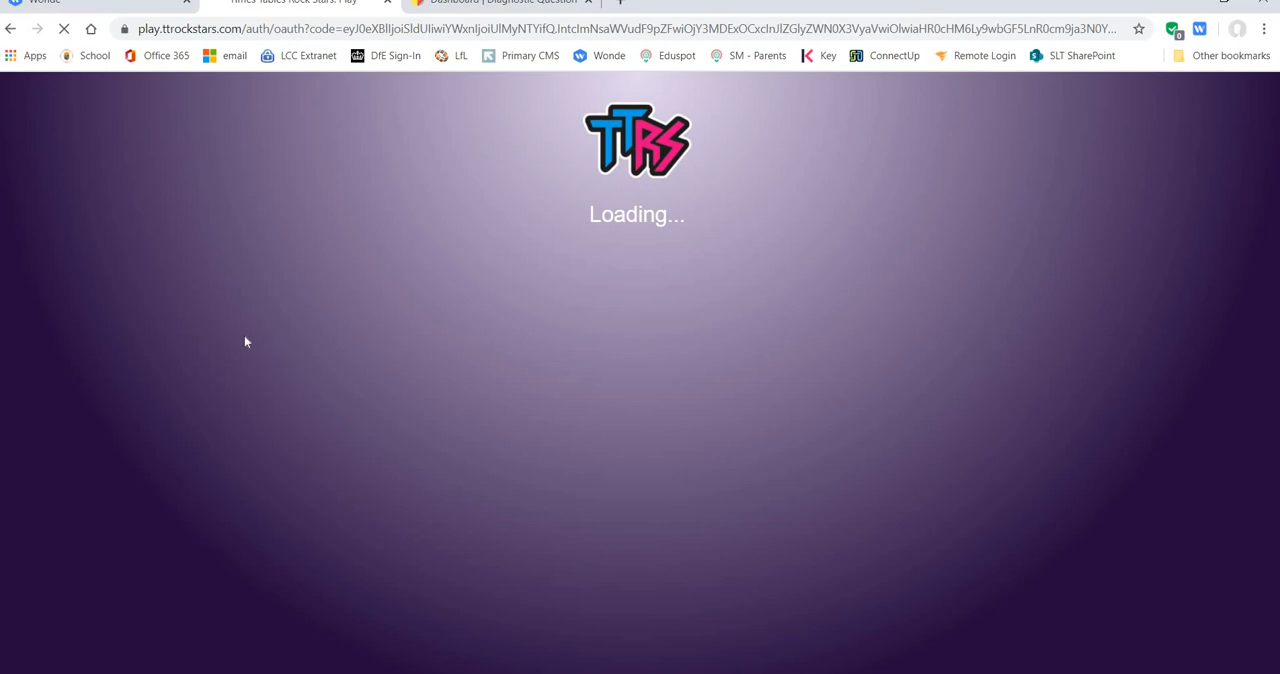 Wonde
Times Tables Rock Stars: Play
Dashboard | Diagnostic Question
play.ttrockstars.com/auth/oauth?code=
Apps School Office 365 email LCC Extranet DfE Sign-In LfL Primary CMS Wonde Eduspot SM - Parents Key ConnectUp Remote Login SLT SharePoint Other bookmarks
TTRS
Loading...